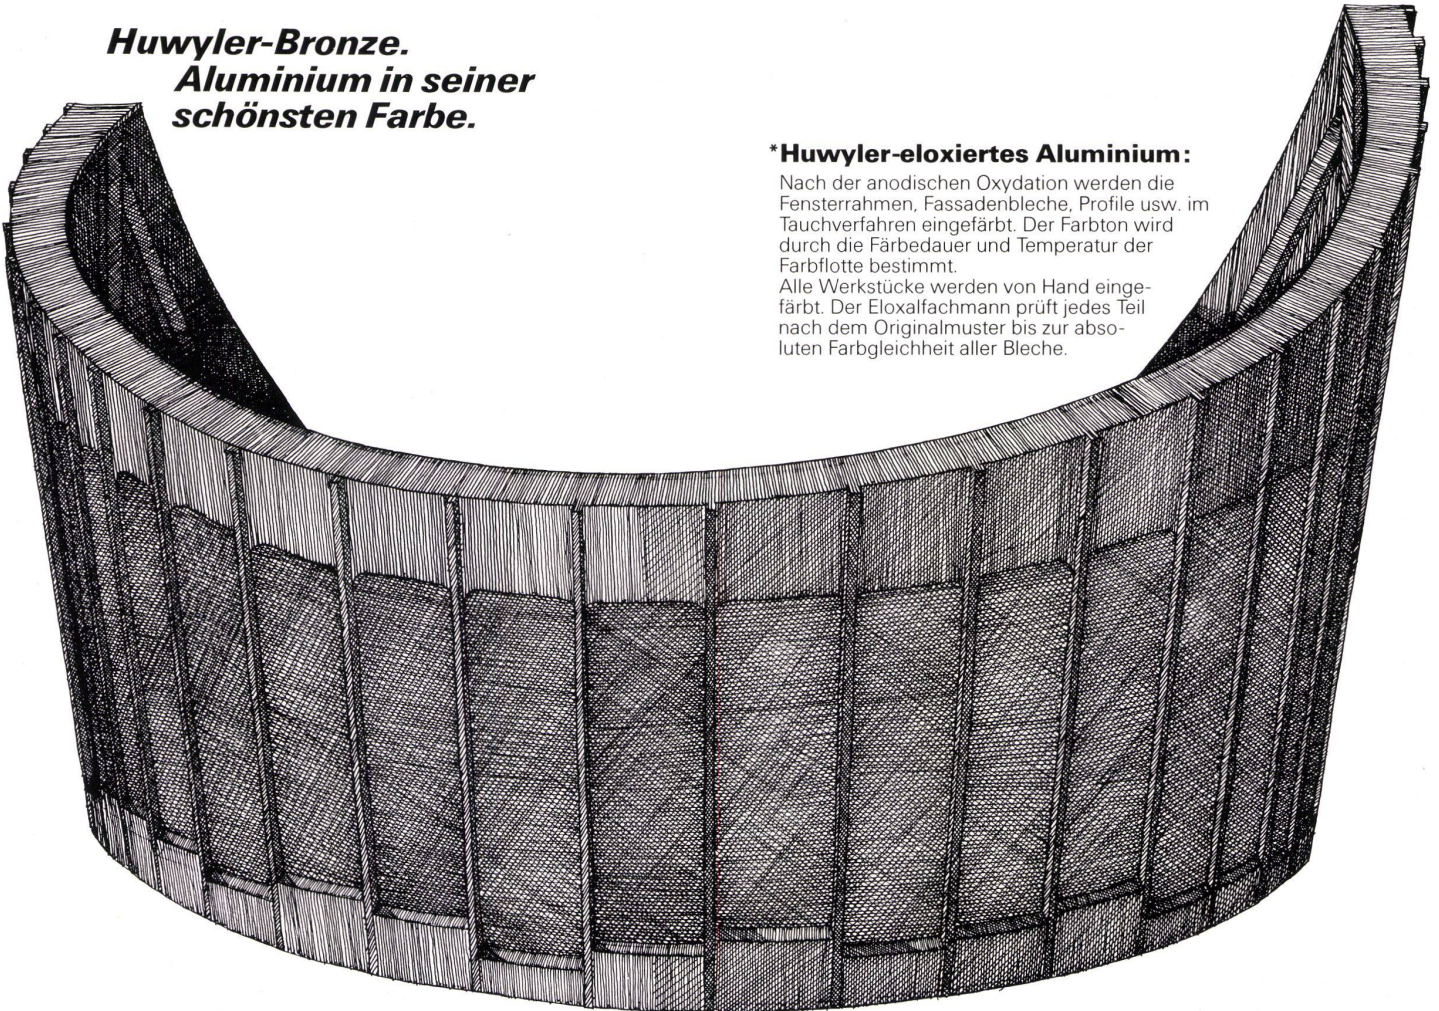 Huwyler-Bronze.
Aluminium in seiner
schönsten Farbe.
*Huwyler-eloxiertes Aluminium:
Nach der anodischen Oxydation werden die
Fensterrahmen, Fassadenbleche, Profile usw. im
Tauchverfahren eingefärbt. Der Farbton wird
durch die Färbedauer und Temperatur der
Farbflotte bestimmt.
Alle Werkstücke werden von Hand einge-
färbt. Der Eloxalfachmann prüft jedes Teil
nach dem Originalmuster bis zur abso-
luten Farbgleichheit aller Bleche.